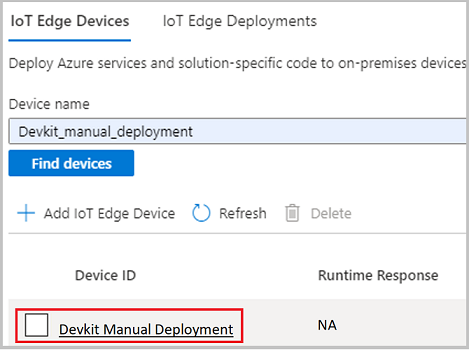 IoT Edge Devices IoT Edge Deployments
Deploy Azure services and solution-specific code to on-premises devices
Device name
Devkit_manual_deployment
Find devices
Add IoT Edge Device Refresh Delete
Device ID Runtime Response
Devkit Manual Deployment NA